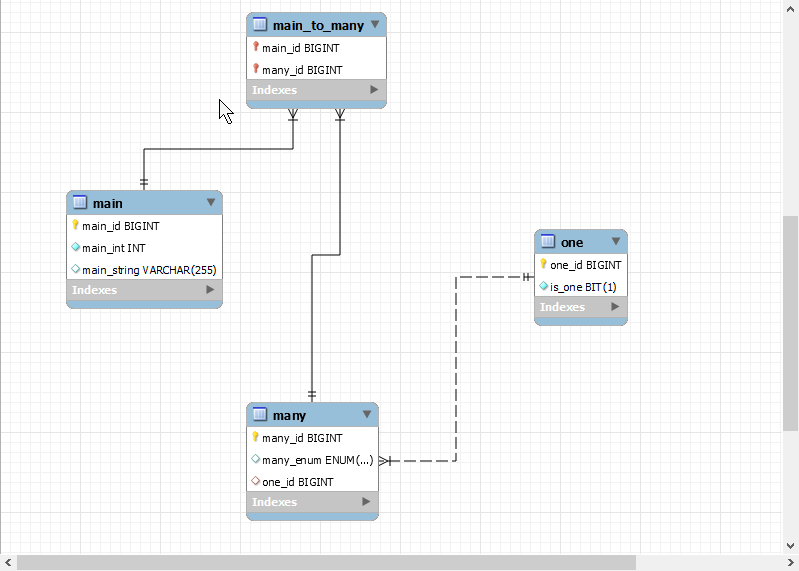 main_to_many
main_id BIGINT
many_id BIGINT
Indexes
main
main_id BIGINT
main_int INT
main_string VARCHAR(255)
Indexes
one
one_id BIGINT
is_one BIT(1)
Indexes
many
many_id BIGINT
many_enum ENUM(...)
one_id BIGINT
Indexes